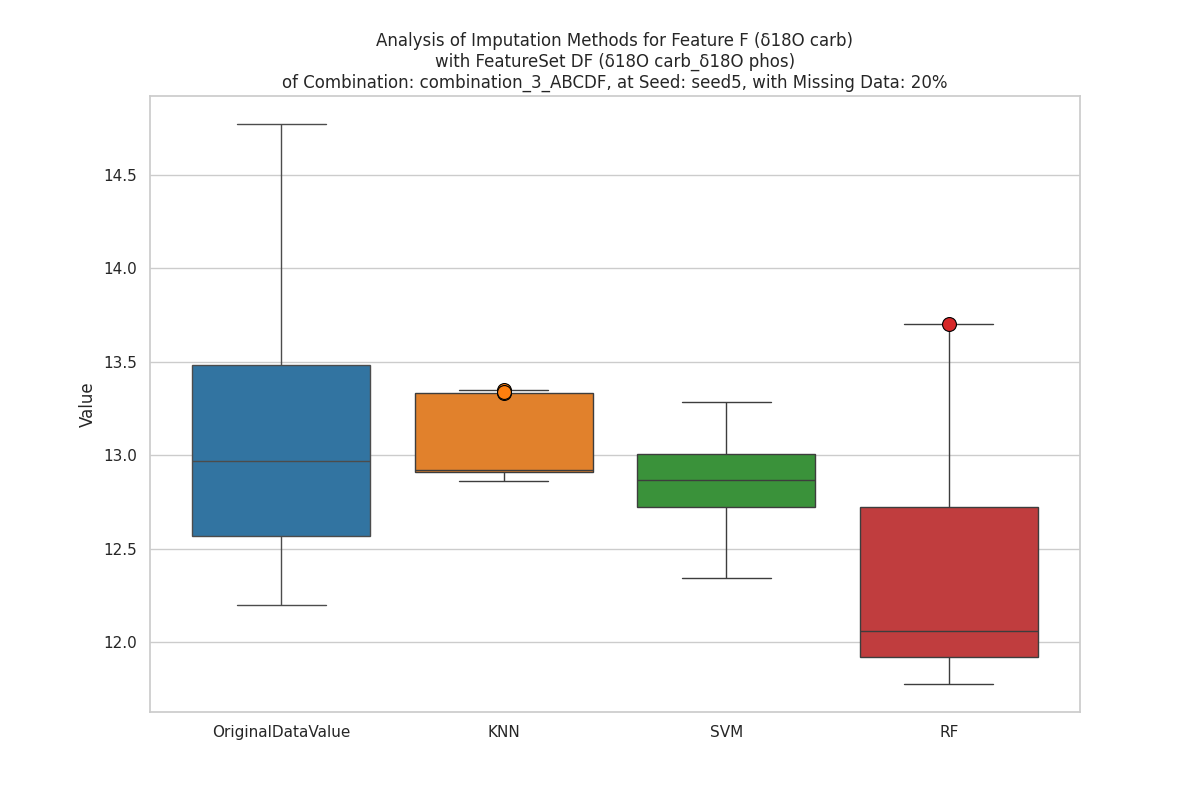 Analysis of Imputation Methods for Feature F (δ18O carb)
with FeatureSet DF (δ18O carb_δ18O phos)
of Combination: combination_3_ABCDF, at Seed: seed5, with Missing Data: 20%
14.5
14.0
13.5
13.0
12.5
12.0
Value
OriginalDataValue
KNN
SVM
RF